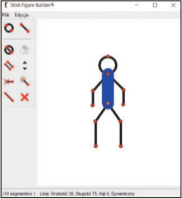 Stick Figure Builder®
Plik Edycja
(10 segmentów) Linia: Grubość 30, Długość 75, Kąt 0, Dynamiczny